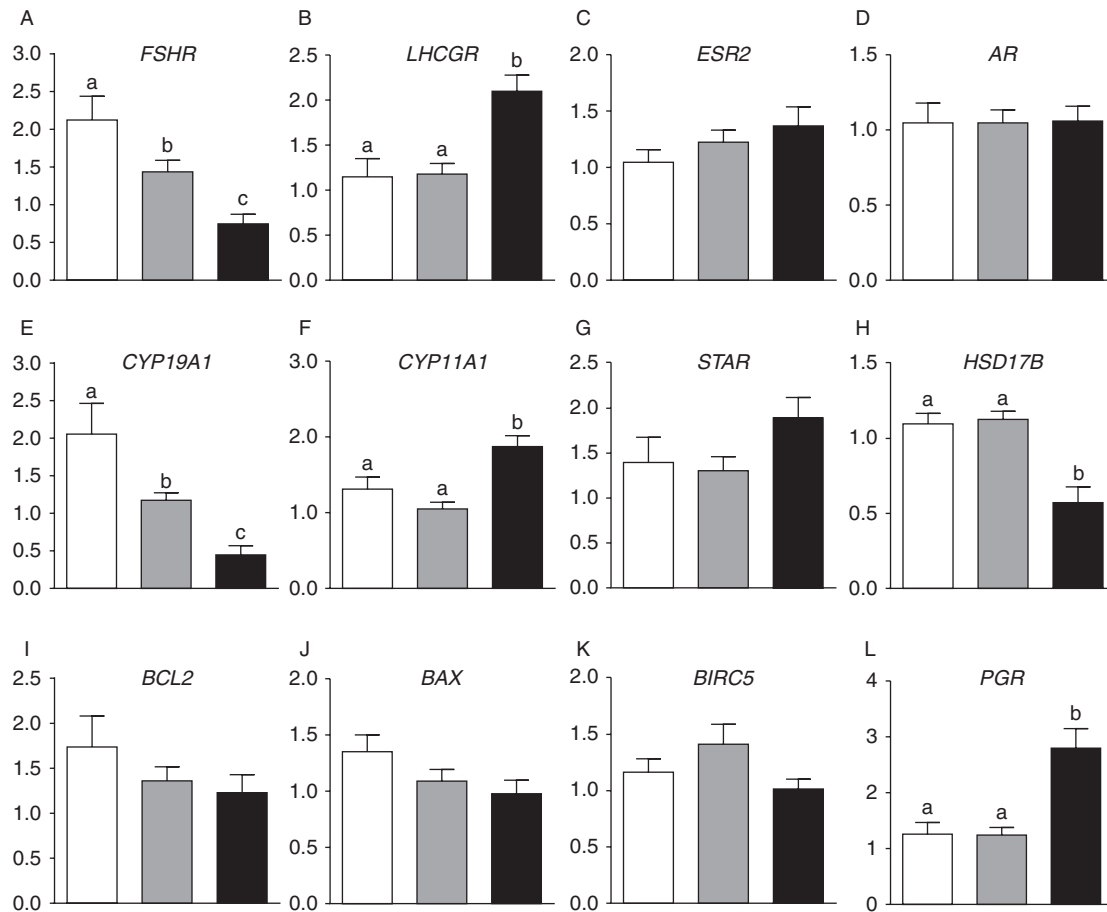 A
FSHR
3.0
2.5
2.0
1.5
1.0
0.5
0.0
a
b
c
B
LHCGR
2.5
2.0
1.5
1.0
0.5
0.0
a
a
b
C
ESR2
2.0
1.5
1.0
0.5
0.0
D
AR
1.5
1.0
0.5
0.0
E
CYP19A1
3.0
2.5
2.0
1.5
1.0
0.5
0.0
a
b
c
F
CYP11A1
3.0
2.0
1.0
0.0
a
a
b
G
STAR
2.5
2.0
1.5
1.0
0.5
0.0
H
HSD17B
1.5
1.0
0.5
0.0
a
a
b
I
BCL2
2.5
2.0
1.5
1.0
0.5
0.0
J
BAX
2.0
1.5
1.0
0.5
0.0
K
BIRC5
2.0
1.5
1.0
0.5
0.0
L
PGR
4
3
2
1
0
a
a
b